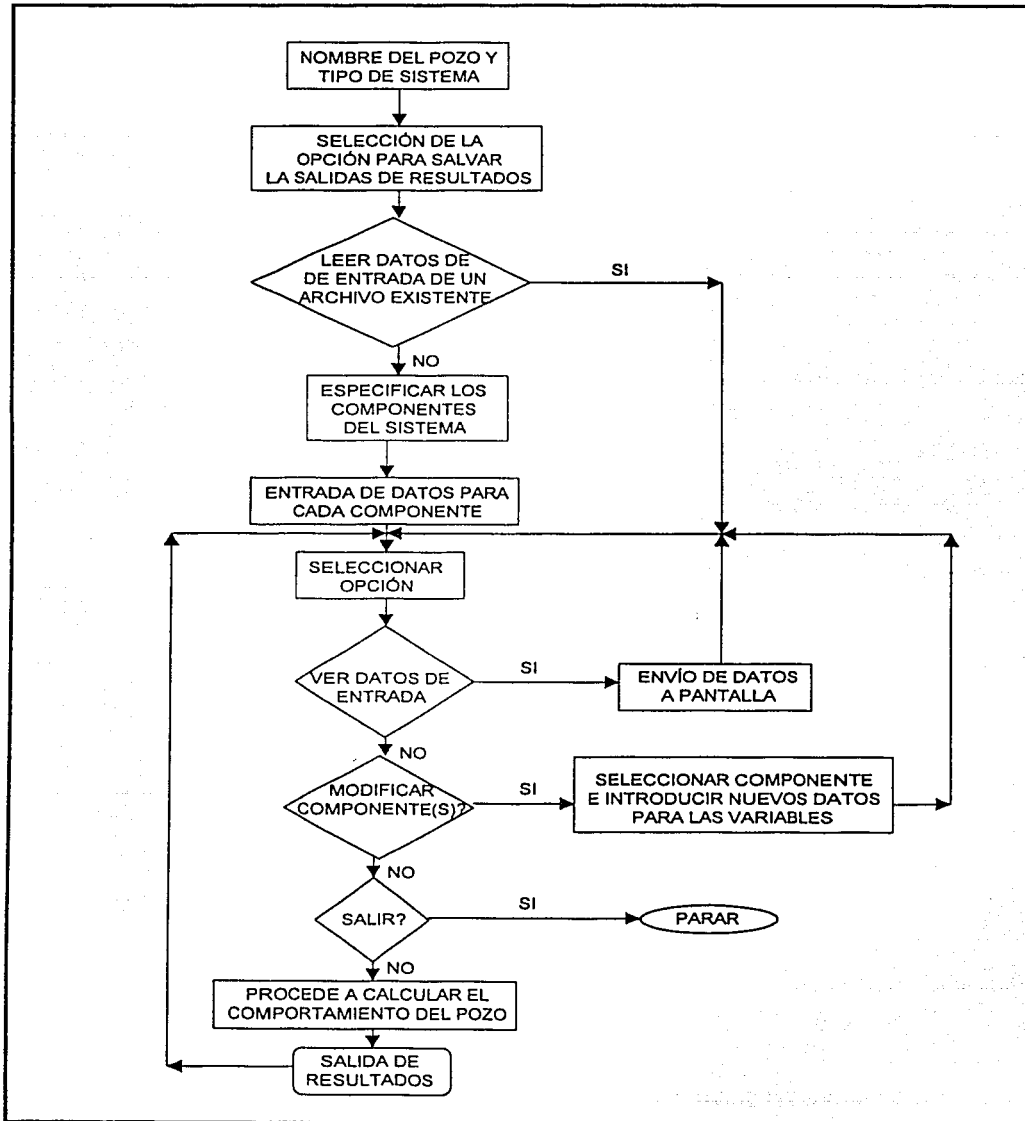 NOMBRE DEL POZO Y
TIPO DE SISTEMA
SELECCIÓN DE LA
OPCIÓN PARA SALVAR
LA SALIDAS DE RESULTADOS
LEER DATOS DE
DE ENTRADA DE UN
ARCHIVO EXISTENTE
SI
NO
ESPECIFICAR LOS
COMPONENTES
DEL SISTEMA
ENTRADA DE DATOS PARA
CADA COMPONENTE
SELECCIONAR
OPCIÓN
VER DATOS DE
ENTRADA
SI
ENVÍO DE DATOS
A PANTALLA
NO
MODIFICAR
COMPONENTE(S)?
SI
SELECCIONAR COMPONENTE
E INTRODUCIR NUEVOS DATOS
PARA LAS VARIABLES
NO
SALIR?
SI
PARAR
NO
PROCEDE A CALCULAR EL
COMPORTAMIENTO DEL POZO
SALIDA DE
RESULTADOS